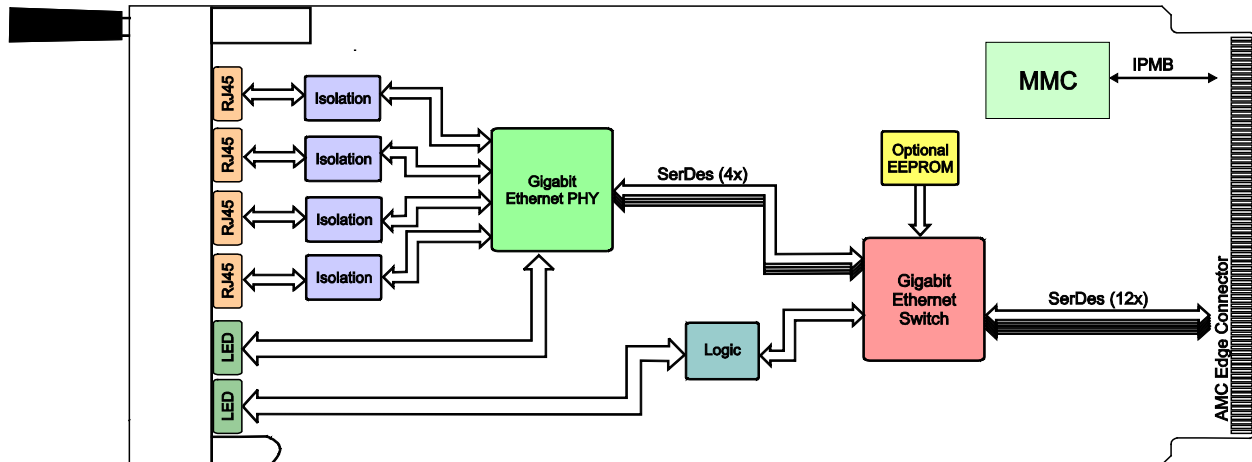 RJ45
Isolation
RJ45
Isolation
RJ45
Isolation
RJ45
Isolation
LED
LED
Gigabit
Ethernet PHY
SerDes (4x)
Logic
Optional
EEPROM
Gigabit
Ethernet
Switch
SerDes (12x)
MMC
IPMB
AMC Edge Connector